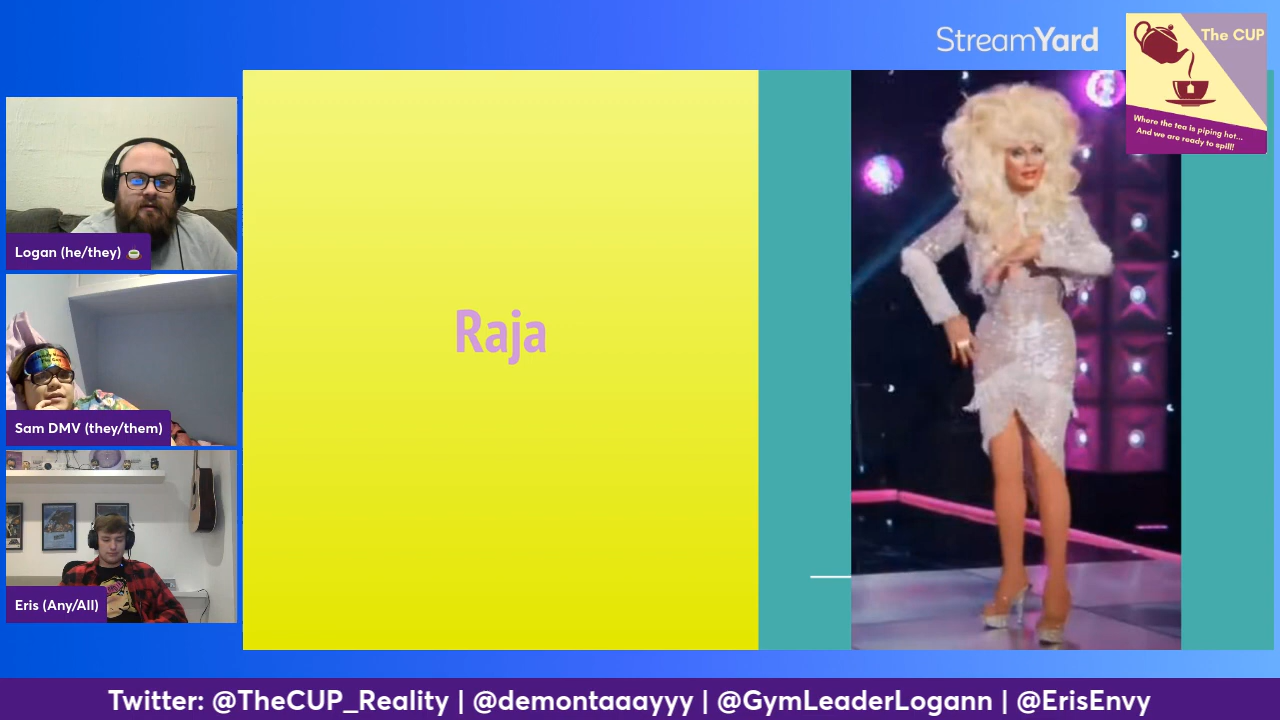 StreamYard
The CUP
Where the tea is piping hot...
And we are ready to spill!
Logan (he/they)
Raja
Sam DMV (they/them)
Eris (Any/All)
Twitter: @TheCUP_Reality | @demontaaayyy | @GymLeaderLogann | @ErisEnvy